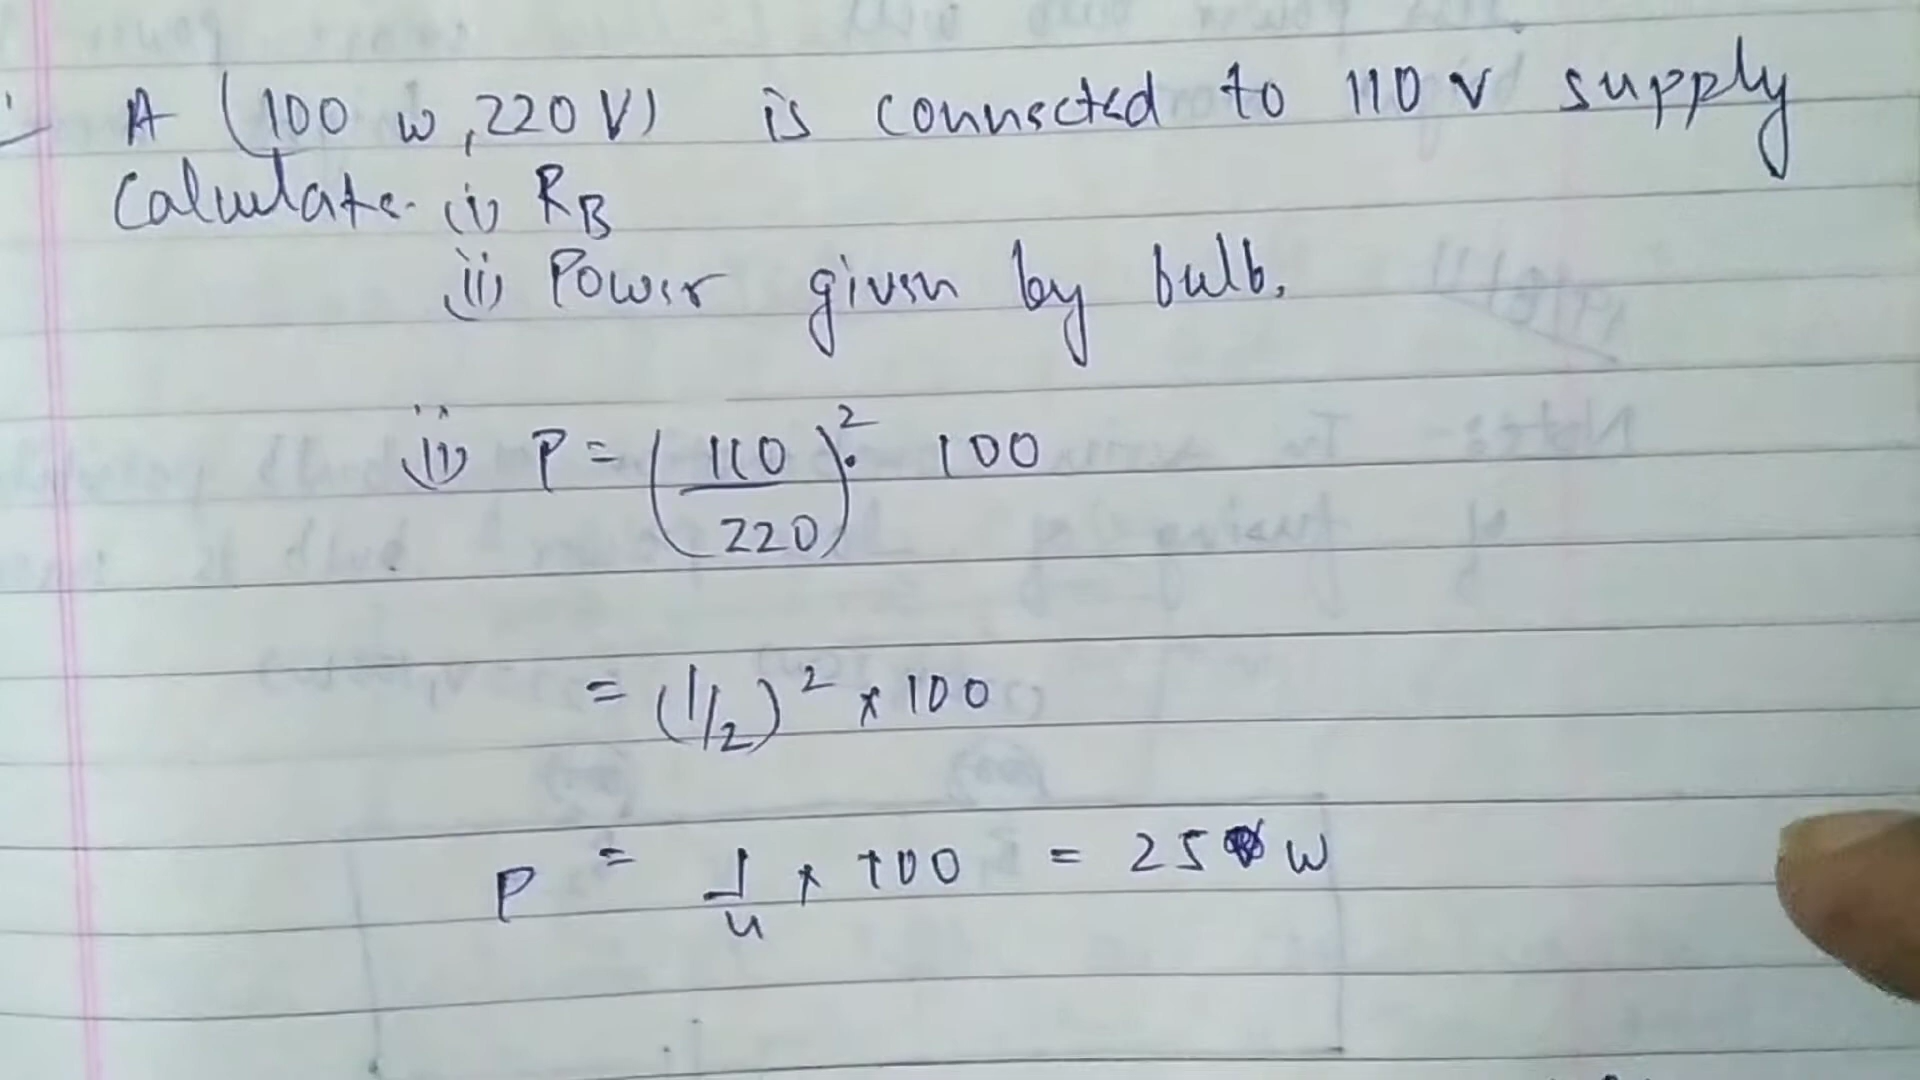 A (100 W, 220 V) is connected to 110 V supply
Calculate. (i) R_B
(ii) Power given by bulb.
(ii) P = (110/220)². 100
= (1/2)² × 100
P = 1/4 × 100 = 25 W